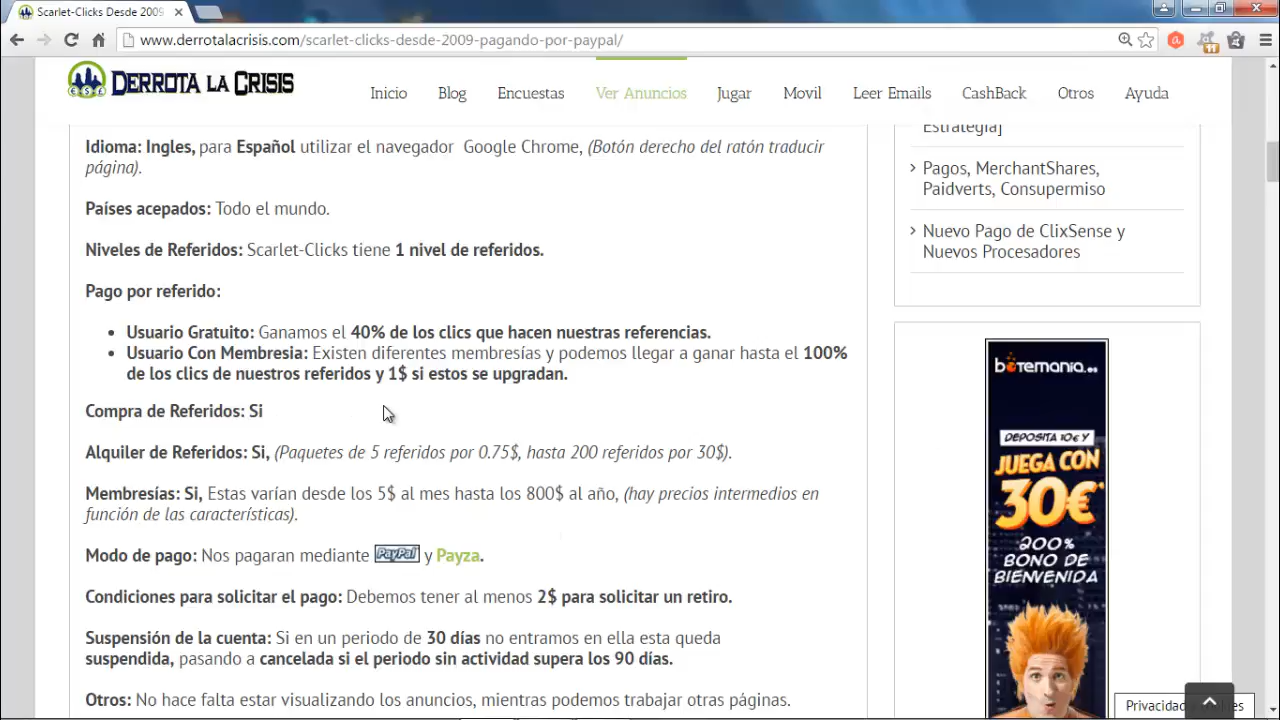 Scarlet-Clicks Desde 2009
www.derrotalacrisis.com/scarlet-clicks-desde-2009-pagando-por-paypal/
11
DERROTA LA CRISIS
Inicio Blog Encuestas Ver Anuncios Jugar Movil Leer Emails CashBack Otros Ayuda
Idioma: Ingles, para Español utilizar el navegador Google Chrome, (Botón derecho del ratón traducir
página).
Países acepados: Todo el mundo.
Niveles de Referidos: Scarlet-Clicks tiene 1 nivel de referidos.
Pago por referido:
• Usuario Gratuito: Ganamos el 40% de los clics que hacen nuestras referencias.
• Usuario Con Membresia: Existen diferentes membresías y podemos llegar a ganar hasta el 100%
de los clics de nuestros referidos y 1$ si estos se upgradan.
Compra de Referidos: Si
Alquiler de Referidos: Si, (Paquetes de 5 referidos por 0.75$, hasta 200 referidos por 30$).
Membresías: Si, Estas varían desde los 5$ al mes hasta los 800$ al año, (hay precios intermedios en
función de las características).
Modo de pago: Nos pagaran mediante PayPal y Payza.
Condiciones para solicitar el pago: Debemos tener al menos 2$ para solicitar un retiro.
Suspensión de la cuenta: Si en un periodo de 30 días no entramos en ella esta queda
suspendida, pasando a cancelada si el periodo sin actividad supera los 90 días.
Otros: No hace falta estar visualizando los anuncios, mientras podemos trabajar otras páginas.
Estrategia]
Pagos, MerchantShares,
Paidverts, Consupermiso
Nuevo Pago de ClixSense y
Nuevos Procesadores
botemania.es
DEPOSITA 10€ Y
JUEGA CON
30€
200%
BONO DE
BIENVENIDA
Privacidad y Cookies